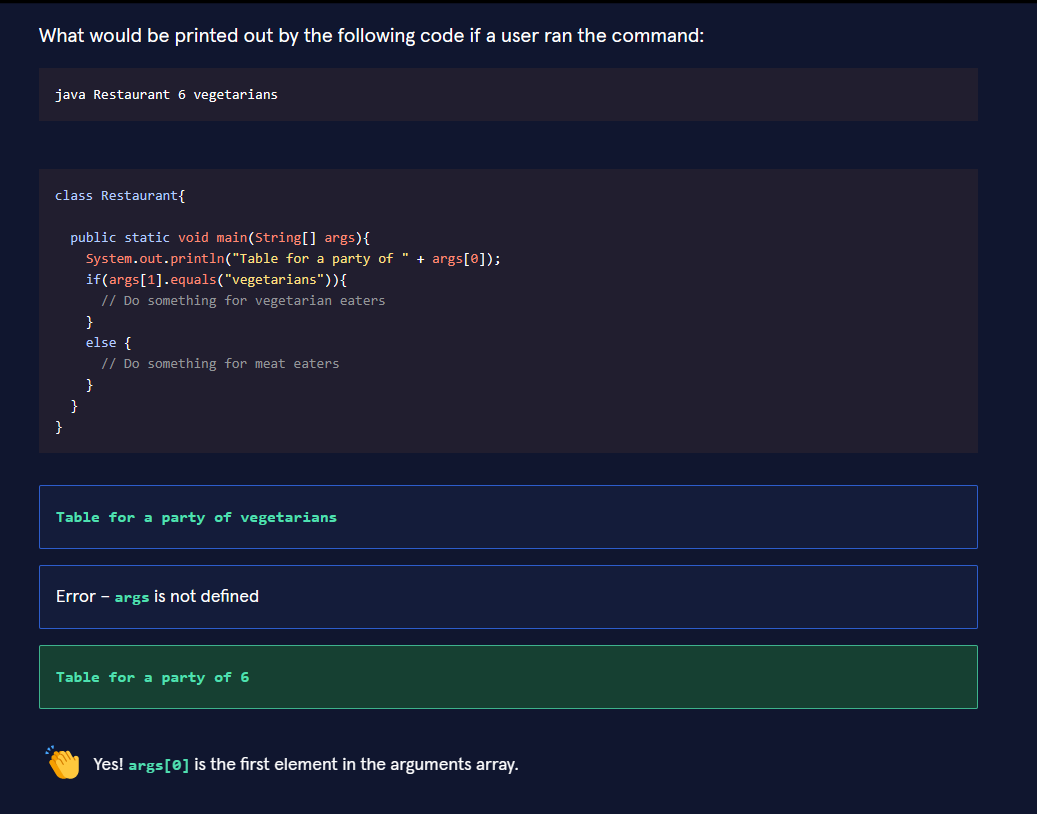 What would be printed out by the following code if a user ran the command:
java Restaurant 6 vegetarians
class Restaurant{
public static void main(String[] args){
System.out.println("Table for a party of " + args[0]);
if(args[1].equals("vegetarians")){
// Do something for vegetarian eaters
}
else {
// Do something for meat eaters
}
}
}
Table for a party of vegetarians
Error – args is not defined
Table for a party of 6
Yes! args[0] is the first element in the arguments array.